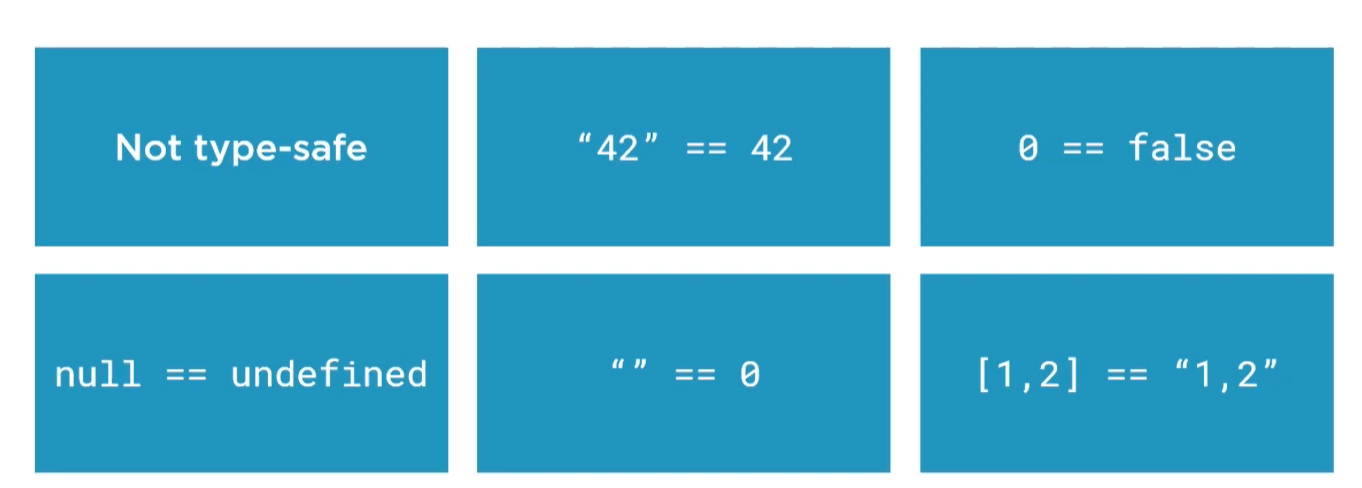 Not type-safe
“42” == 42
0 == false
null == undefined
“” == 0
[1,2] == “1,2”